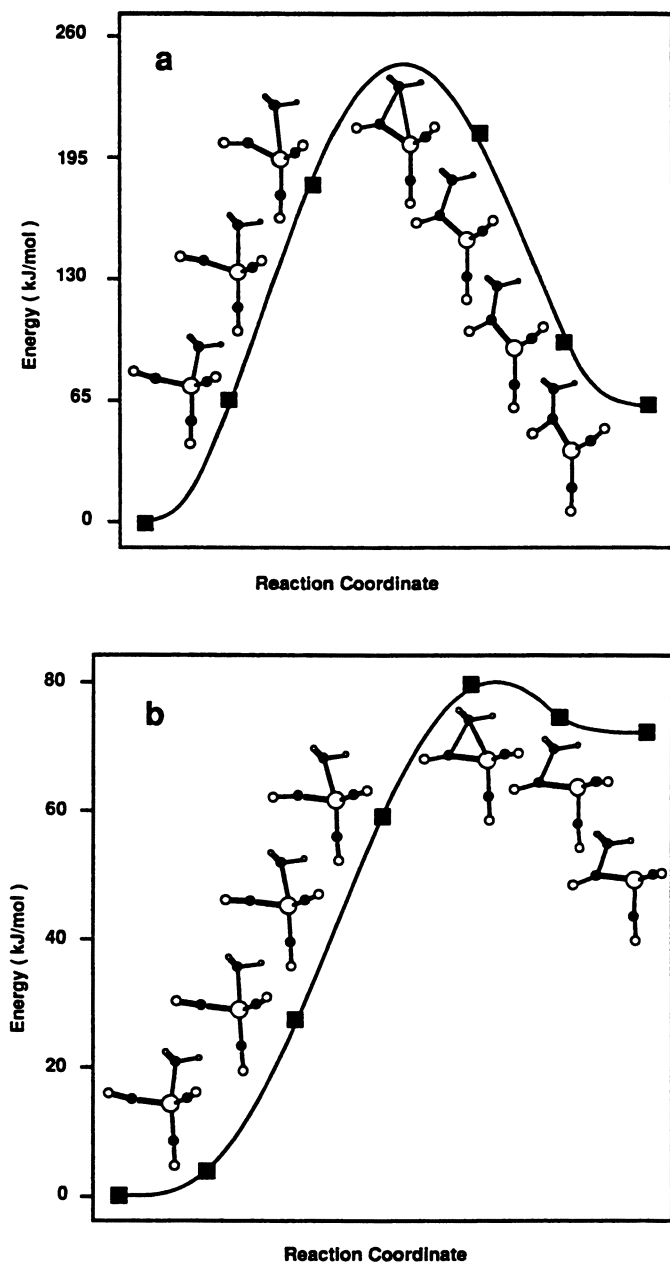 260
a
195
130
65
0
Energy ( kJ/mol )
Reaction Coordinate
80
b
60
40
20
0
Energy ( kJ/mol )
Reaction Coordinate